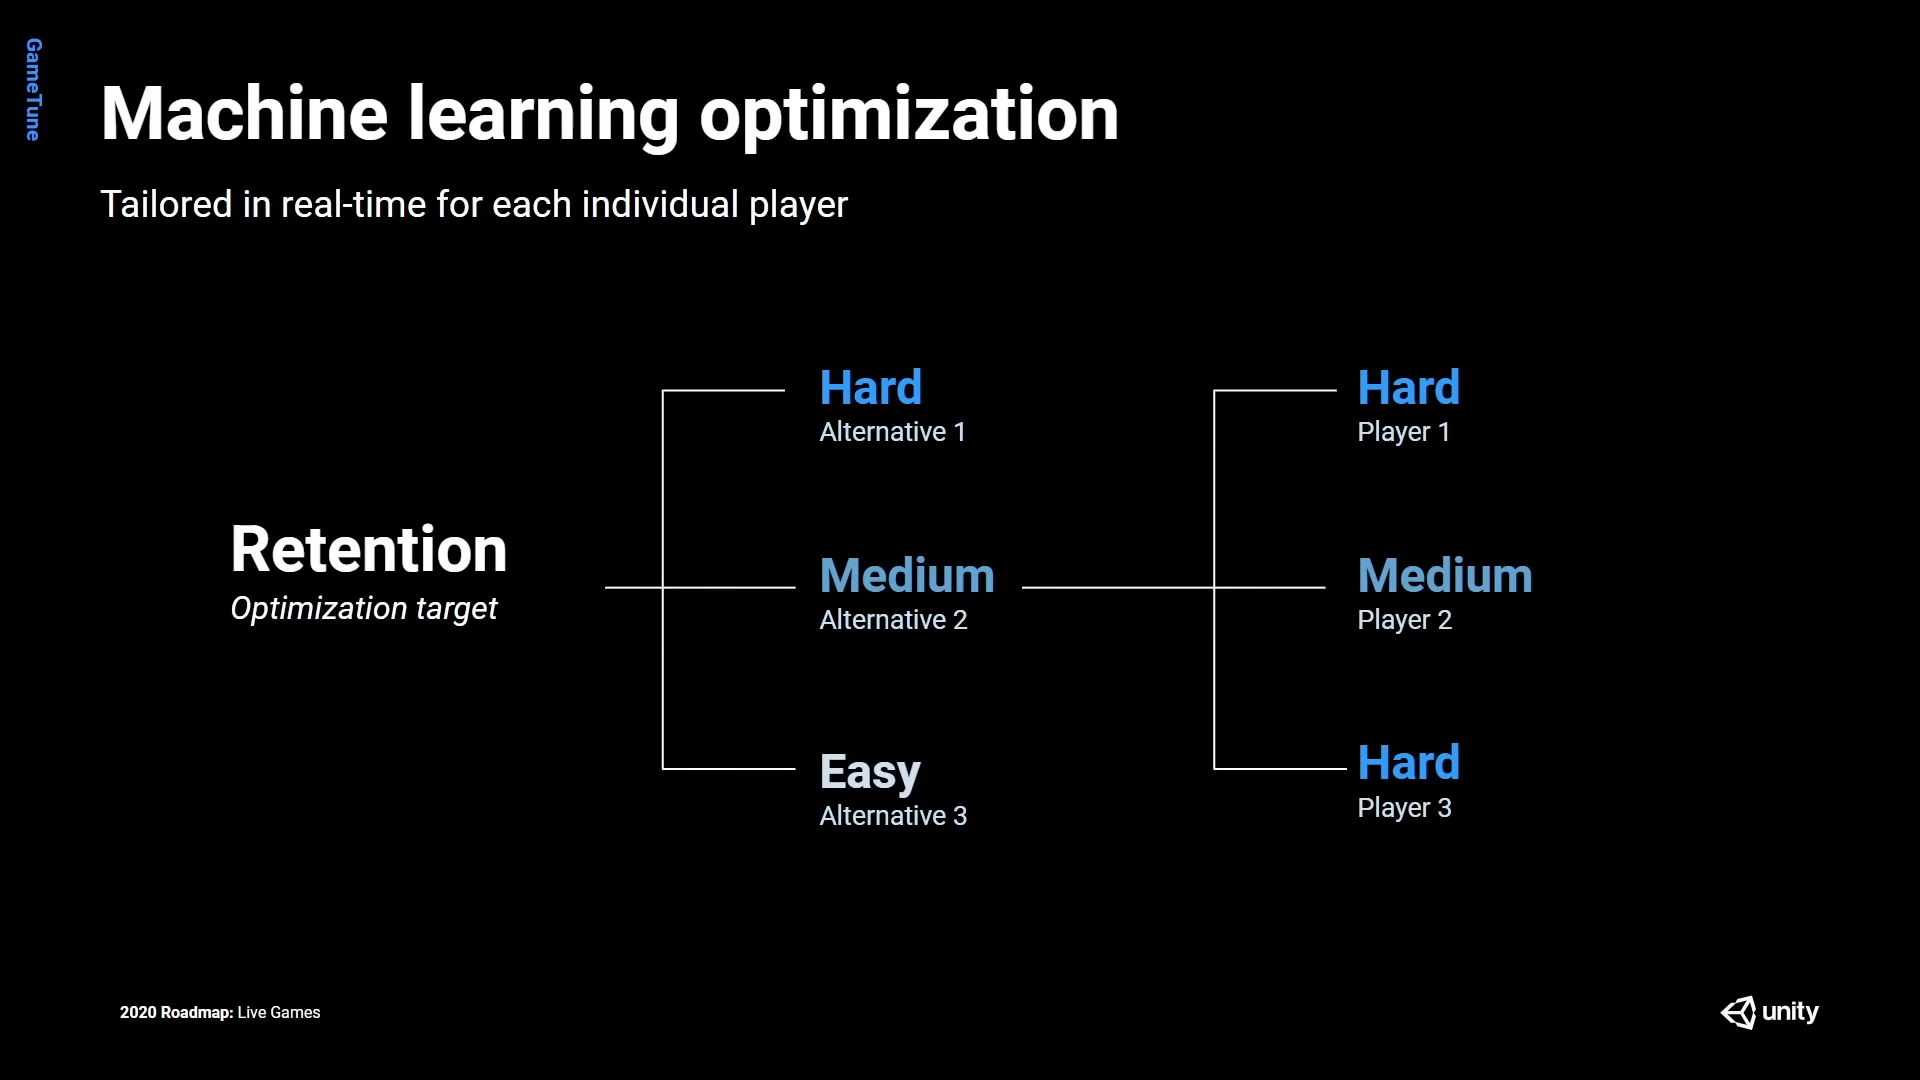 GameTune
Machine learning optimization
Tailored in real-time for each individual player
Retention
Optimization target
Hard
Alternative 1
Medium
Alternative 2
Easy
Alternative 3
Hard
Player 1
Medium
Player 2
Hard
Player 3
2020 Roadmap: Live Games
unity